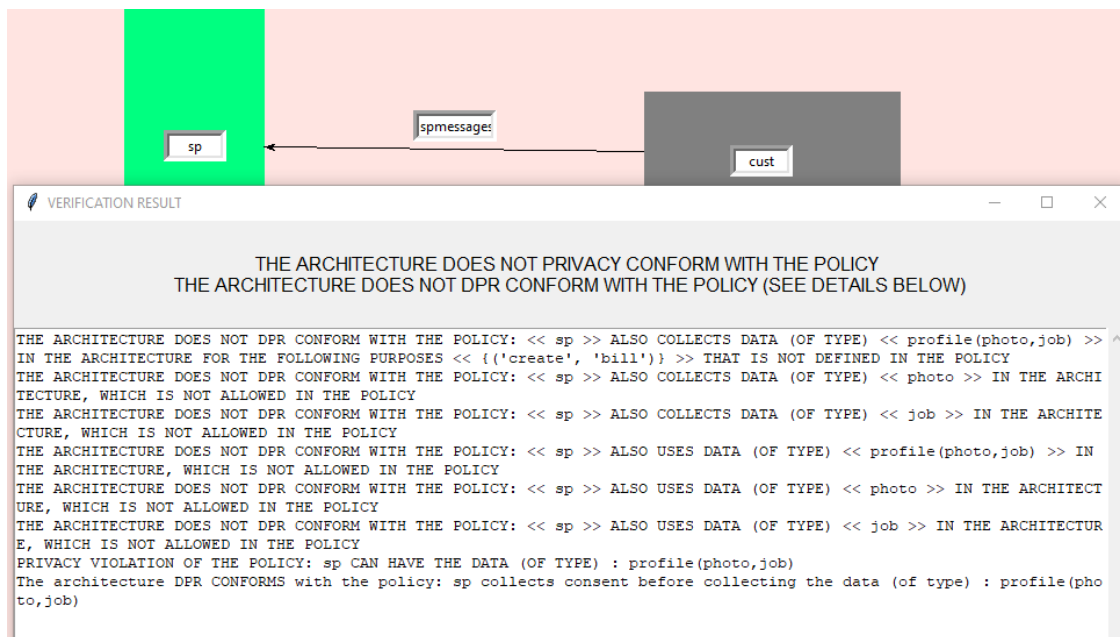 spmessages
sp
cust
VERIFICATION RESULT
THE ARCHITECTURE DOES NOT PRIVACY CONFORM WITH THE POLICY
THE ARCHITECTURE DOES NOT DPR CONFORM WITH THE POLICY (SEE DETAILS BELOW)
THE ARCHITECTURE DOES NOT DPR CONFORM WITH THE POLICY: << sp >> ALSO COLLECTS DATA (OF TYPE) << profile(photo,job) >>
IN THE ARCHITECTURE FOR THE FOLLOWING PURPOSES << {('create', 'bill')} >> THAT IS NOT DEFINED IN THE POLICY
THE ARCHITECTURE DOES NOT DPR CONFORM WITH THE POLICY: << sp >> ALSO COLLECTS DATA (OF TYPE) << photo >> IN THE ARCHI
TECTURE, WHICH IS NOT ALLOWED IN THE POLICY
THE ARCHITECTURE DOES NOT DPR CONFORM WITH THE POLICY: << sp >> ALSO COLLECTS DATA (OF TYPE) << job >> IN THE ARCHITE
CTURE, WHICH IS NOT ALLOWED IN THE POLICY
THE ARCHITECTURE DOES NOT DPR CONFORM WITH THE POLICY: << sp >> ALSO USES DATA (OF TYPE) << profile(photo,job) >> IN
THE ARCHITECTURE, WHICH IS NOT ALLOWED IN THE POLICY
THE ARCHITECTURE DOES NOT DPR CONFORM WITH THE POLICY: << sp >> ALSO USES DATA (OF TYPE) << photo >> IN THE ARCHITECT
URE, WHICH IS NOT ALLOWED IN THE POLICY
THE ARCHITECTURE DOES NOT DPR CONFORM WITH THE POLICY: << sp >> ALSO USES DATA (OF TYPE) << job >> IN THE ARCHITECTUR
E, WHICH IS NOT ALLOWED IN THE POLICY
PRIVACY VIOLATION OF THE POLICY: sp CAN HAVE THE DATA (OF TYPE) : profile(photo,job)
The architecture DPR CONFORMS with the policy: sp collects consent before collecting the data (of type) : profile(pho
to,job)